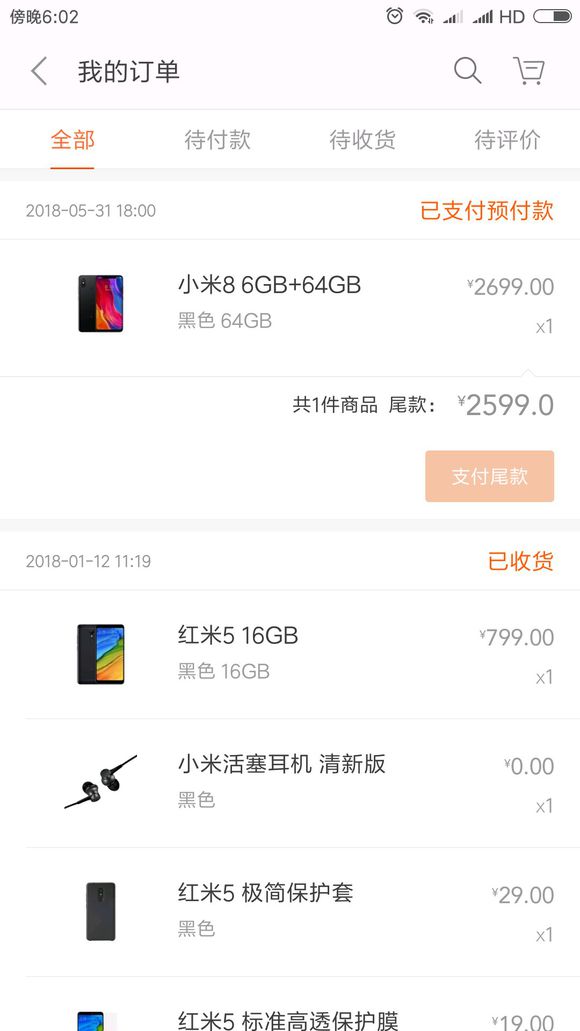 傍晚6:02 HD
我的订单
全部 待付款 待收货 待评价
2018-05-31 18:00 已支付预付款
小米8 6GB+64GB ¥2699.00
黑色 64GB x1
共1件商品 尾款： ¥2599.0
支付尾款
2018-01-12 11:19 已收货
红米5 16GB ¥799.00
黑色 16GB x1
小米活塞耳机 清新版 ¥0.00
黑色 x1
红米5 极简保护套 ¥29.00
黑色 x1
红米5 标准高透保护膜 ¥19.00